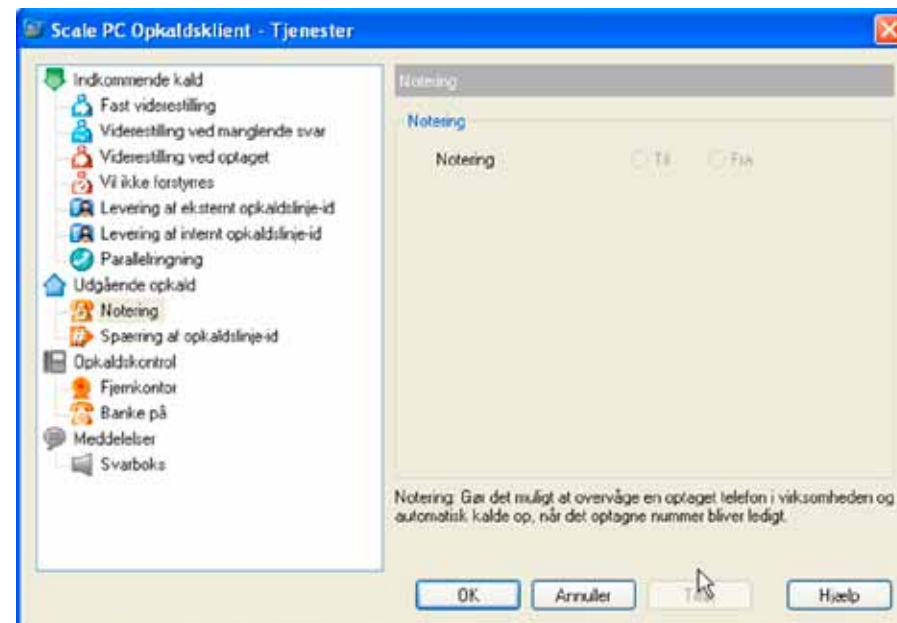 Scale PC Opkaldsklient - Tjenester
Indkommende kald
Fast viderestilling
Viderestilling ved manglende svar
Viderestilling ved optaget
Vil ikke forstyrres
Levering af eksternt opkaldslinje-id
Levering af internt opkaldslinje-id
Parallelringning
Udgående opkald
Notering
Spærring af opkaldslinje-id
Opkaldskontrol
Fjernkontor
Banke på
Meddelelser
Svarboks
Notering
Notering
Notering Til Fra
Notering: Gør det muligt at overvåge en optaget telefon i virksomheden og
automatisk kalde op, når det optagne nummer bliver ledigt.
OK Annuller Hjælp